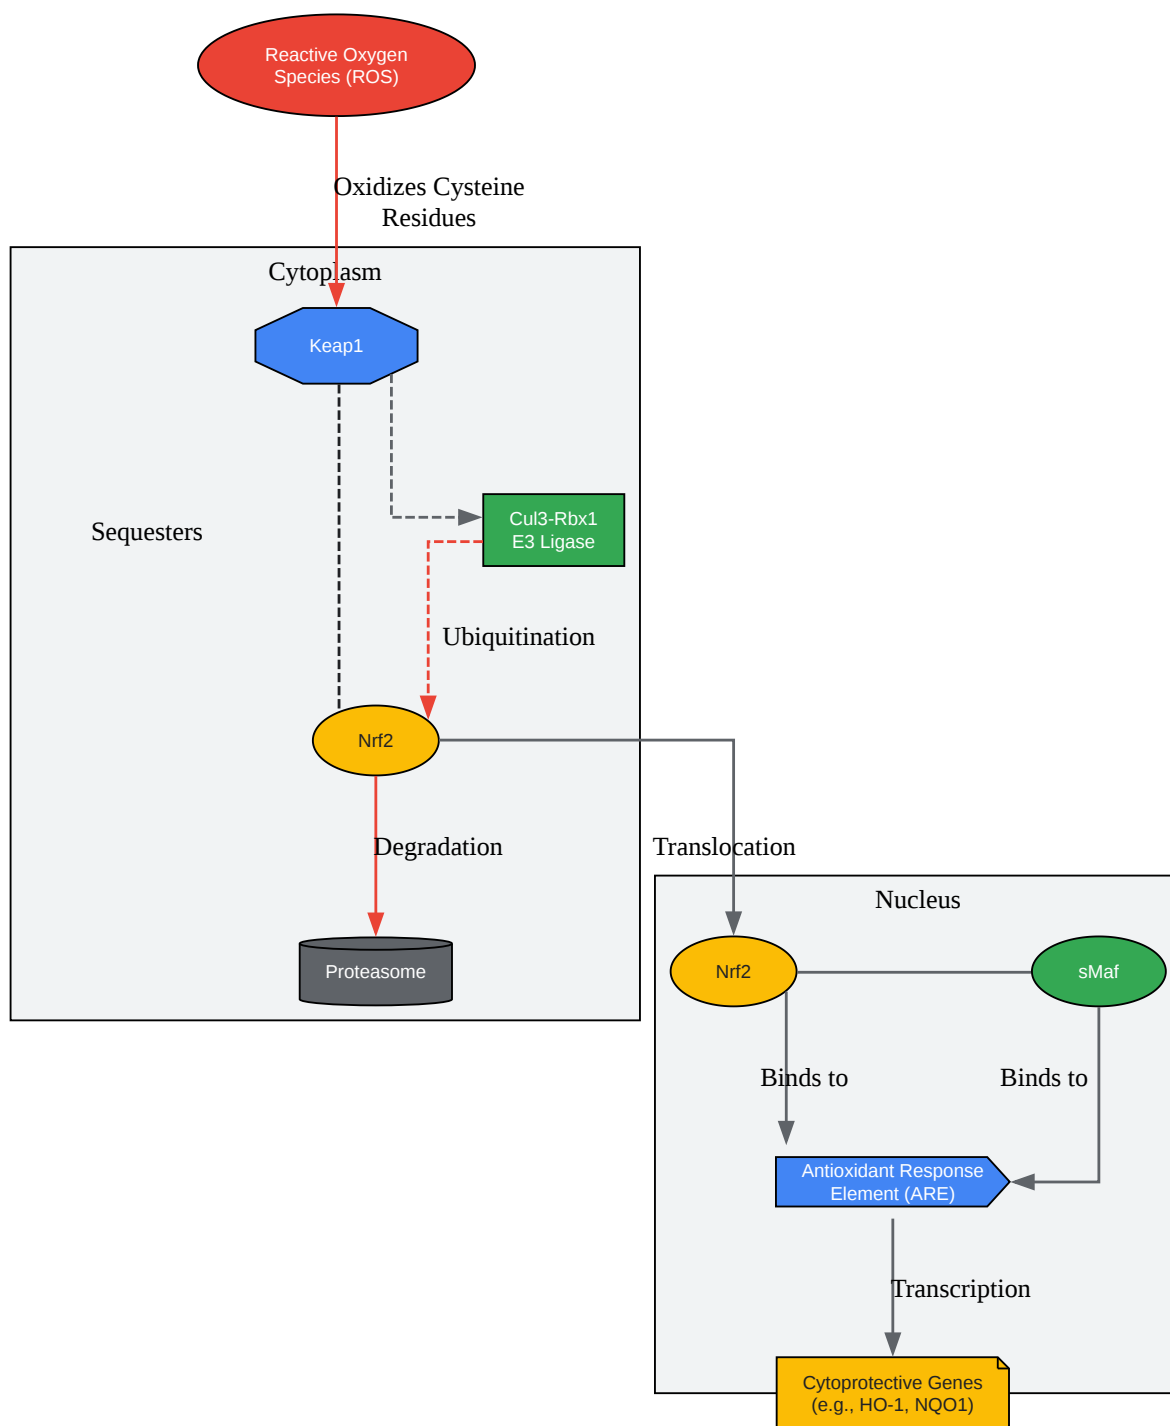 Reactive Oxygen
Species (ROS)
Oxidizes Cysteine
Residues
Cytoplasm
Keap1
Sequesters
Cul3-Rbx1
E3 Ligase
Ubiquitination
Nrf2
Degradation
Translocation
Nucleus
Proteasome
Nrf2
sMaf
Binds to
Binds to
Antioxidant Response
Element (ARE)
Transcription
Cytoprotective Genes
(e.g., HO-1, NQO1)